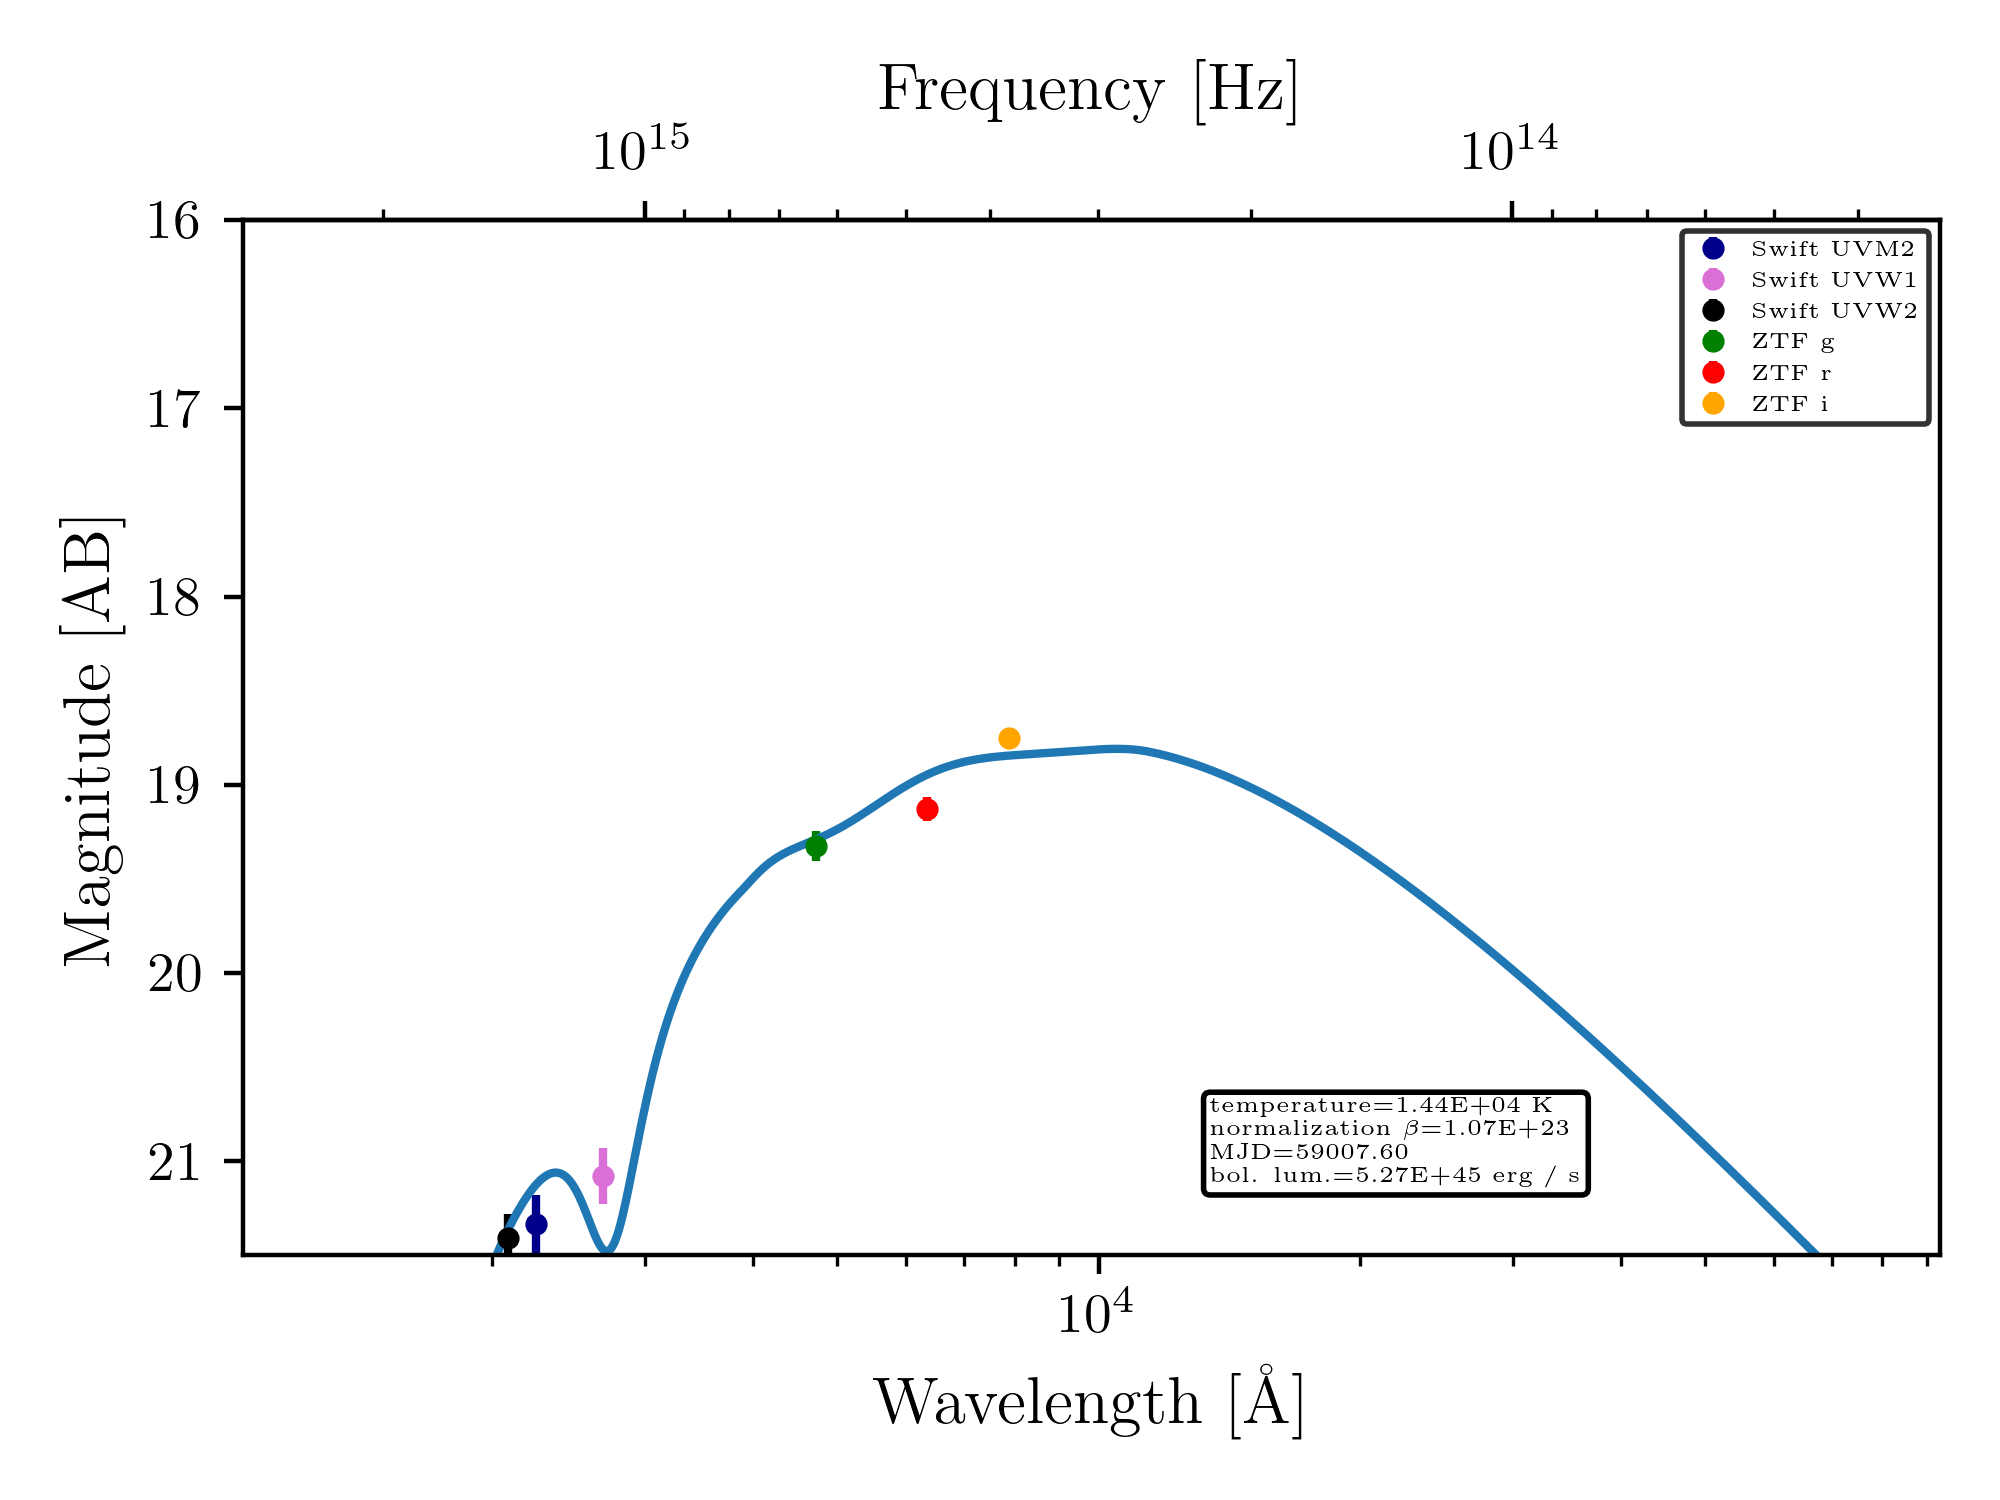 Frequency [Hz]
10^15 10^14
16
17
18
19
20
21
Magnitude [AB]
Swift UVM2
Swift UVW1
Swift UVW2
ZTF g
ZTF r
ZTF i
temperature=1.44E+04 K
normalization β=1.07E+23
MJD=59007.60
bol. lum.=5.27E+45 erg / s
10^4
Wavelength [Å]